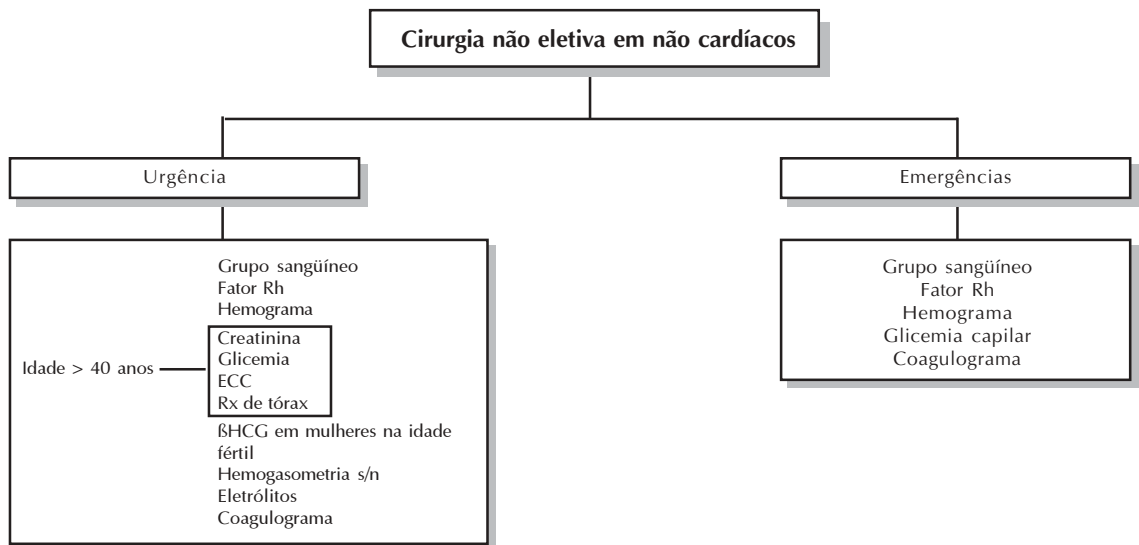 Cirurgia não eletiva em não cardíacos
Urgência
Grupo sangüíneo
Fator Rh
Hemograma
Idade > 40 anos
Creatinina
Glicemia
ECC
Rx de tórax
ßHCG em mulheres na idade
fértil
Hemogasometria s/n
Eletrólitos
Coagulograma
Emergências
Grupo sangüíneo
Fator Rh
Hemograma
Glicemia capilar
Coagulograma